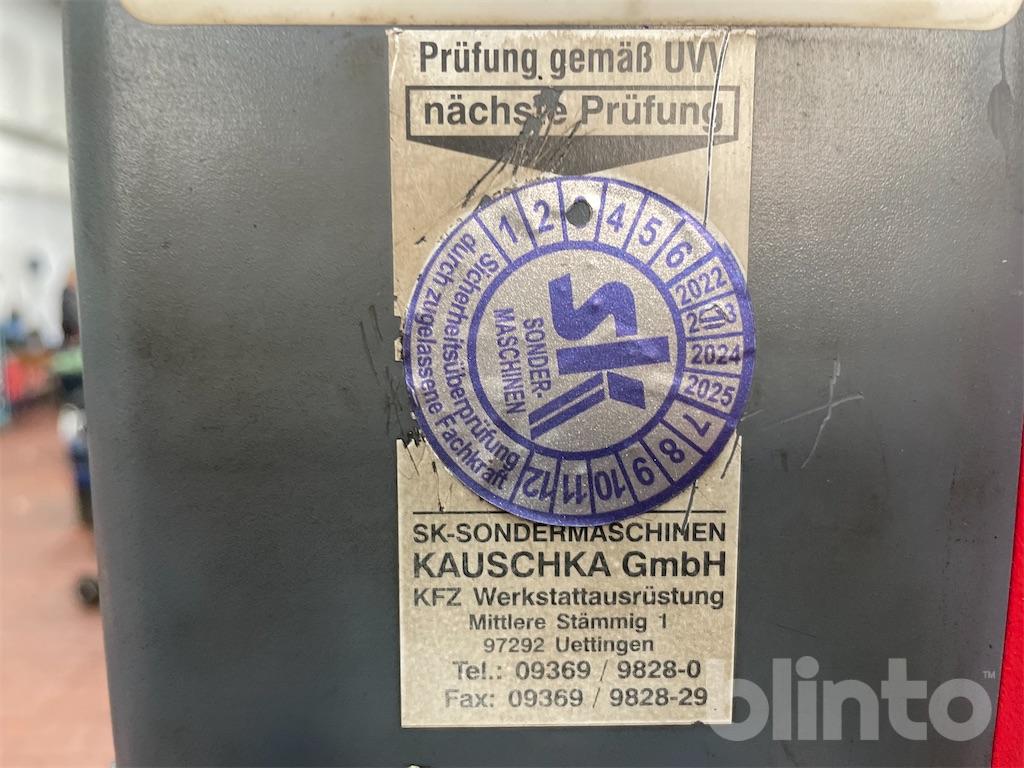 Prüfung gemäß UVV
nächste Prüfung
1 2 4 5 6 2022 2024 2025 7 8 9 10 11 12
Sicherheitsüberprüfung
durch zugelassene Fachkraft
SK
SONDER-
MASCHINEN
SK-SONDERMASCHINEN
KAUSCHKA GmbH
KFZ Werkstattausrüstung
Mittlere Stämmig 1
97292 Uettingen
Tel.: 09369 / 9828-0
Fax: 09369 / 9828-29
blinto™